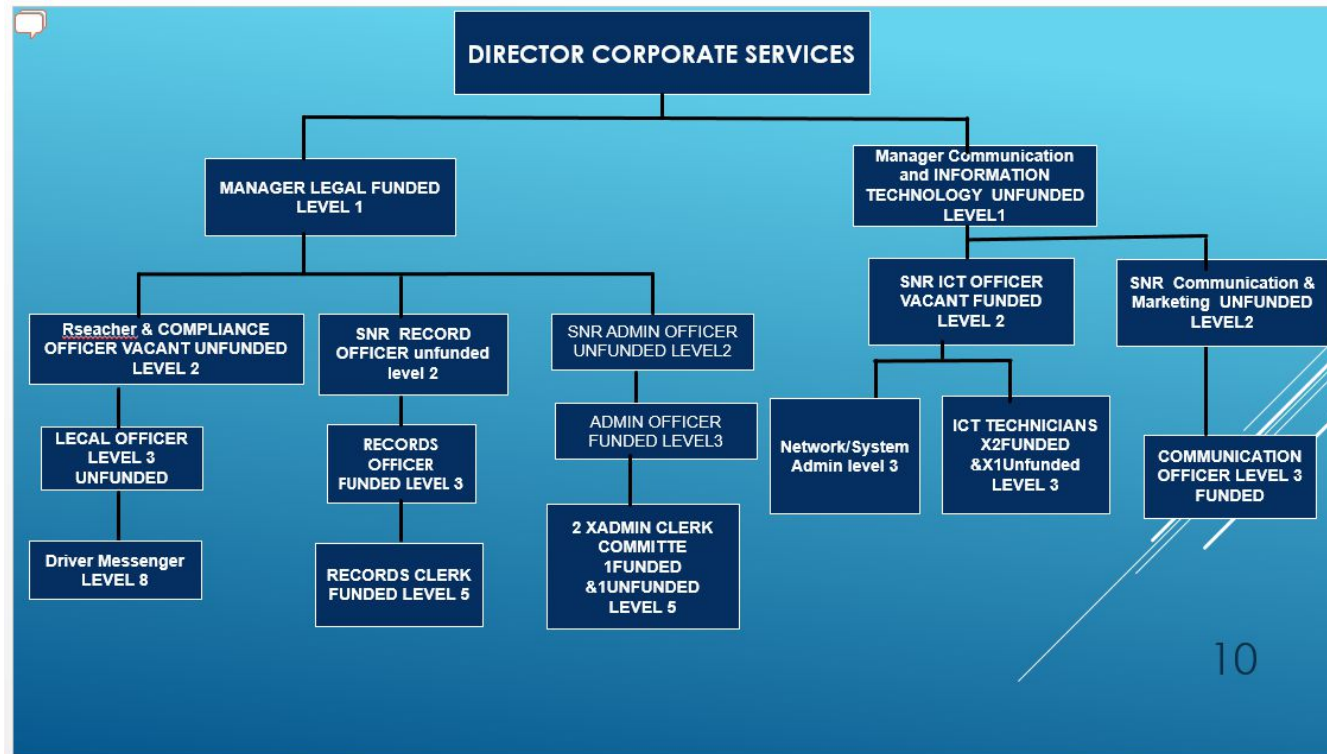 DIRECTOR CORPORATE SERVICES
MANAGER LEGAL FUNDED
LEVEL 1
Manager Communication
and INFORMATION
TECHNOLOGY UNFUNDED
LEVEL1
Rseacher & COMPLIANCE
OFFICER VACANT UNFUNDED
LEVEL 2
SNR RECORD
OFFICER unfunded
level 2
SNR ADMIN OFFICER
UNFUNDED LEVEL2
SNR ICT OFFICER
VACANT FUNDED
LEVEL 2
SNR Communication &
Marketing UNFUNDED
LEVEL2
LECAL OFFICER
LEVEL 3
UNFUNDED
RECORDS
OFFICER
FUNDED LEVEL 3
ADMIN OFFICER
FUNDED LEVEL3
Network/System
Admin level 3
ICT TECHNICIANS
X2FUNDED
&X1Unfunded
LEVEL 3
COMMUNICATION
OFFICER LEVEL 3
FUNDED
Driver Messenger
LEVEL 8
RECORDS CLERK
FUNDED LEVEL 5
2 XADMIN CLERK
COMMITTE
1FUNDED
&1UNFUNDED
LEVEL 5
10